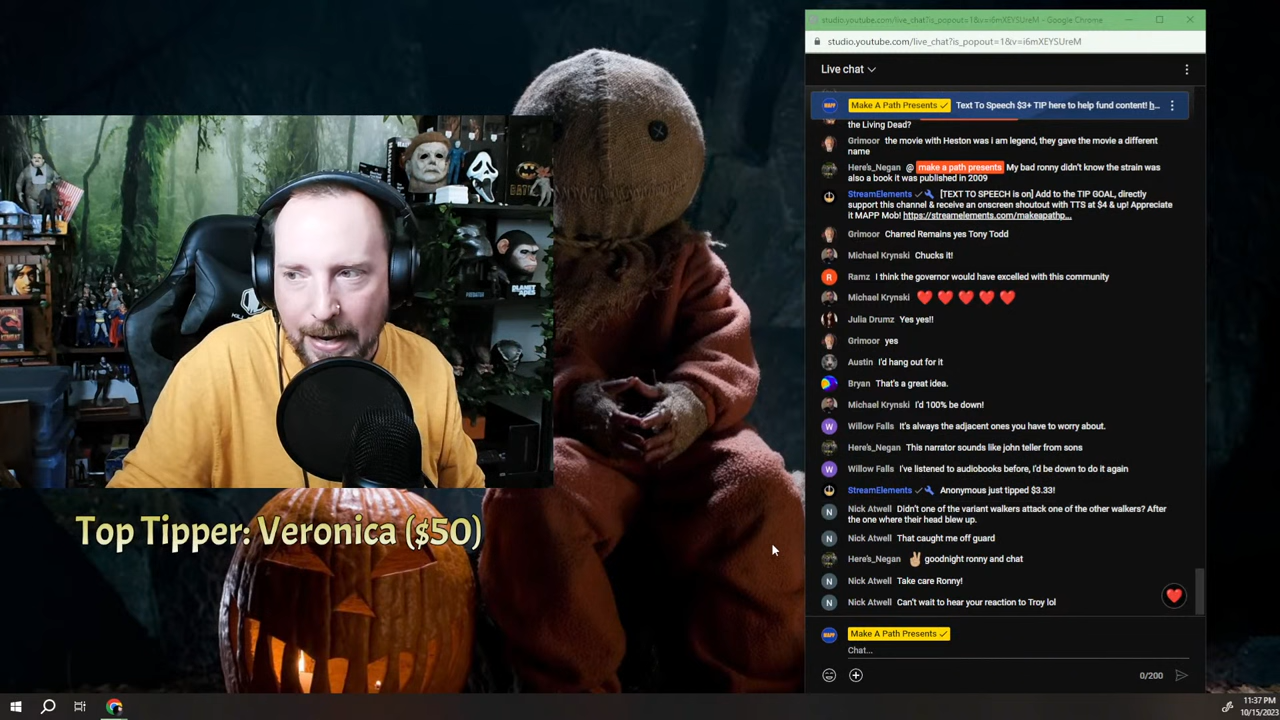 studio.youtube.com/live_chat?is_popout=1&v=i6mXEYSUreM - Google Chrome
studio.youtube.com/live_chat?is_popout=1&v=i6mXEYSUreM
Live chat
Make A Path Presents Text To Speech $3+ TIP here to help fund content! h...
the Living Dead?
Grimoor the movie with Heston was i am legend, they gave the movie a different
name
Here's_Negan @ make a path presents My bad ronny didn't know the strain was
also a book it was published in 2009
StreamElements [TEXT TO SPEECH is on] Add to the TIP GOAL, directly
support this channel & receive an onscreen shoutout with TTS at $4 & up! Appreciate
it MAPP Mob! https://streamelements.com/makeapathp...
Grimoor Charred Remains yes Tony Todd
Michael Krynski Chucks it!
R Ramz I think the governor would have excelled with this community
Michael Krynski ❤️ ❤️ ❤️ ❤️ ❤️
Julia Drumz Yes yes!!
Grimoor yes
Austin I'd hang out for it
Bryan That's a great idea.
Michael Krynski I'd 100% be down!
W Willow Falls It's always the adjacent ones you have to worry about.
Here's_Negan This narrator sounds like john teller from sons
W Willow Falls I've listened to audiobooks before, I'd be down to do it again
StreamElements Anonymous just tipped $3.33!
N Nick Atwell Didn't one of the variant walkers attack one of the other walkers? After
the one where their head blew up.
N Nick Atwell That caught me off guard
Here's_Negan ✌🏼 goodnight ronny and chat
N Nick Atwell Take care Ronny!
N Nick Atwell Can't wait to hear your reaction to Troy lol
MAPP Make A Path Presents
Chat...
0/200
Top Tipper: Veronica ($50)
PLANET
APES
11:37 PM
10/15/2023